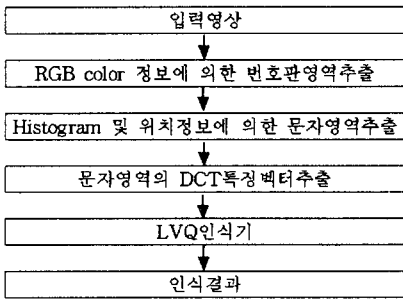 입력영상
RGB color 정보에 의한 번호판영역추출
Histogram 및 위치정보에 의한 문자영역추출
문자영역의 DCT특징벡터추출
LVQ인식기
인식결과